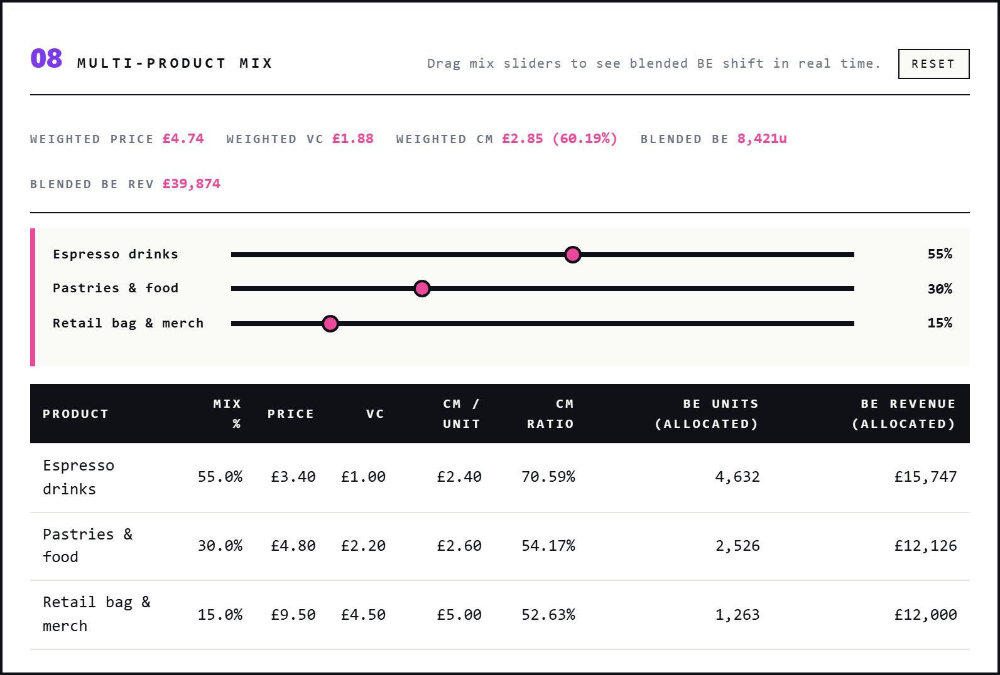 08 MULTI-PRODUCT MIX Drag mix sliders to see blended BE shift in real time. RESET
WEIGHTED PRICE £4.74 WEIGHTED VC £1.88 WEIGHTED CM £2.85 (60.19%) BLENDED BE 8,421u
BLENDED BE REV £39,874
Espresso drinks 55%
Pastries & food 30%
Retail bag & merch 15%
PRODUCT MIX % PRICE VC CM / UNIT CM RATIO BE UNITS (ALLOCATED) BE REVENUE (ALLOCATED)
Espresso drinks 55.0% £3.40 £1.00 £2.40 70.59% 4,632 £15,747
Pastries & food 30.0% £4.80 £2.20 £2.60 54.17% 2,526 £12,126
Retail bag & merch 15.0% £9.50 £4.50 £5.00 52.63% 1,263 £12,000